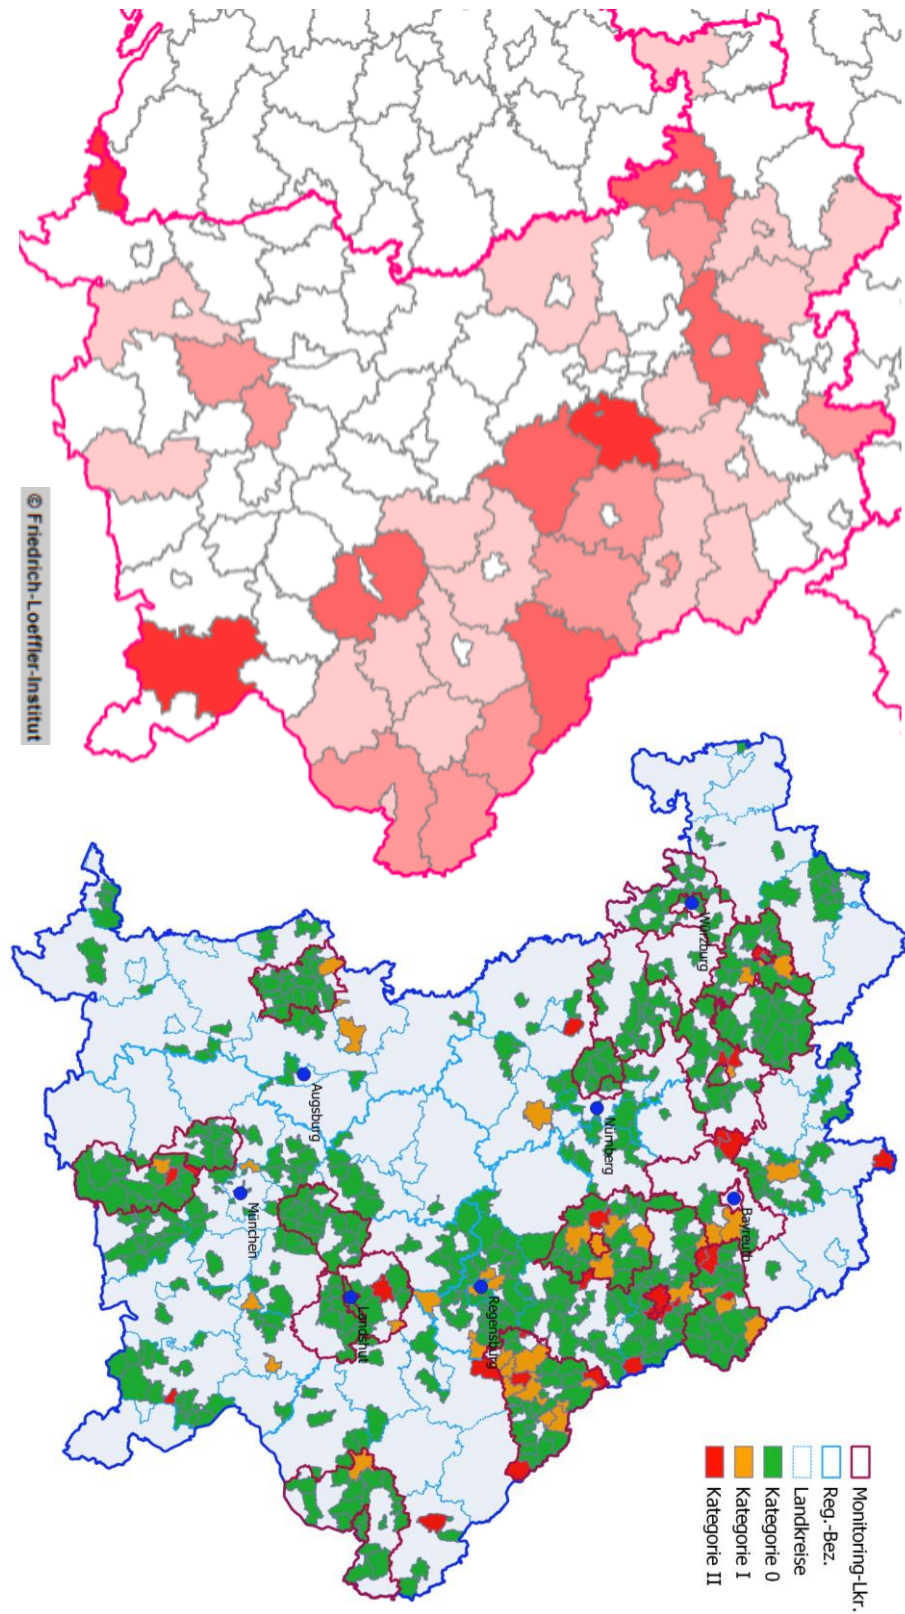 © Friedrich-Loeffler-Institut
Würzburg
Bayreuth
Nürnberg
Regensburg
Augsburg
Landshut
München
Monitoring-Lkr.
Reg.-Bez.
Landkreise
Kategorie 0
Kategorie I
Kategorie II